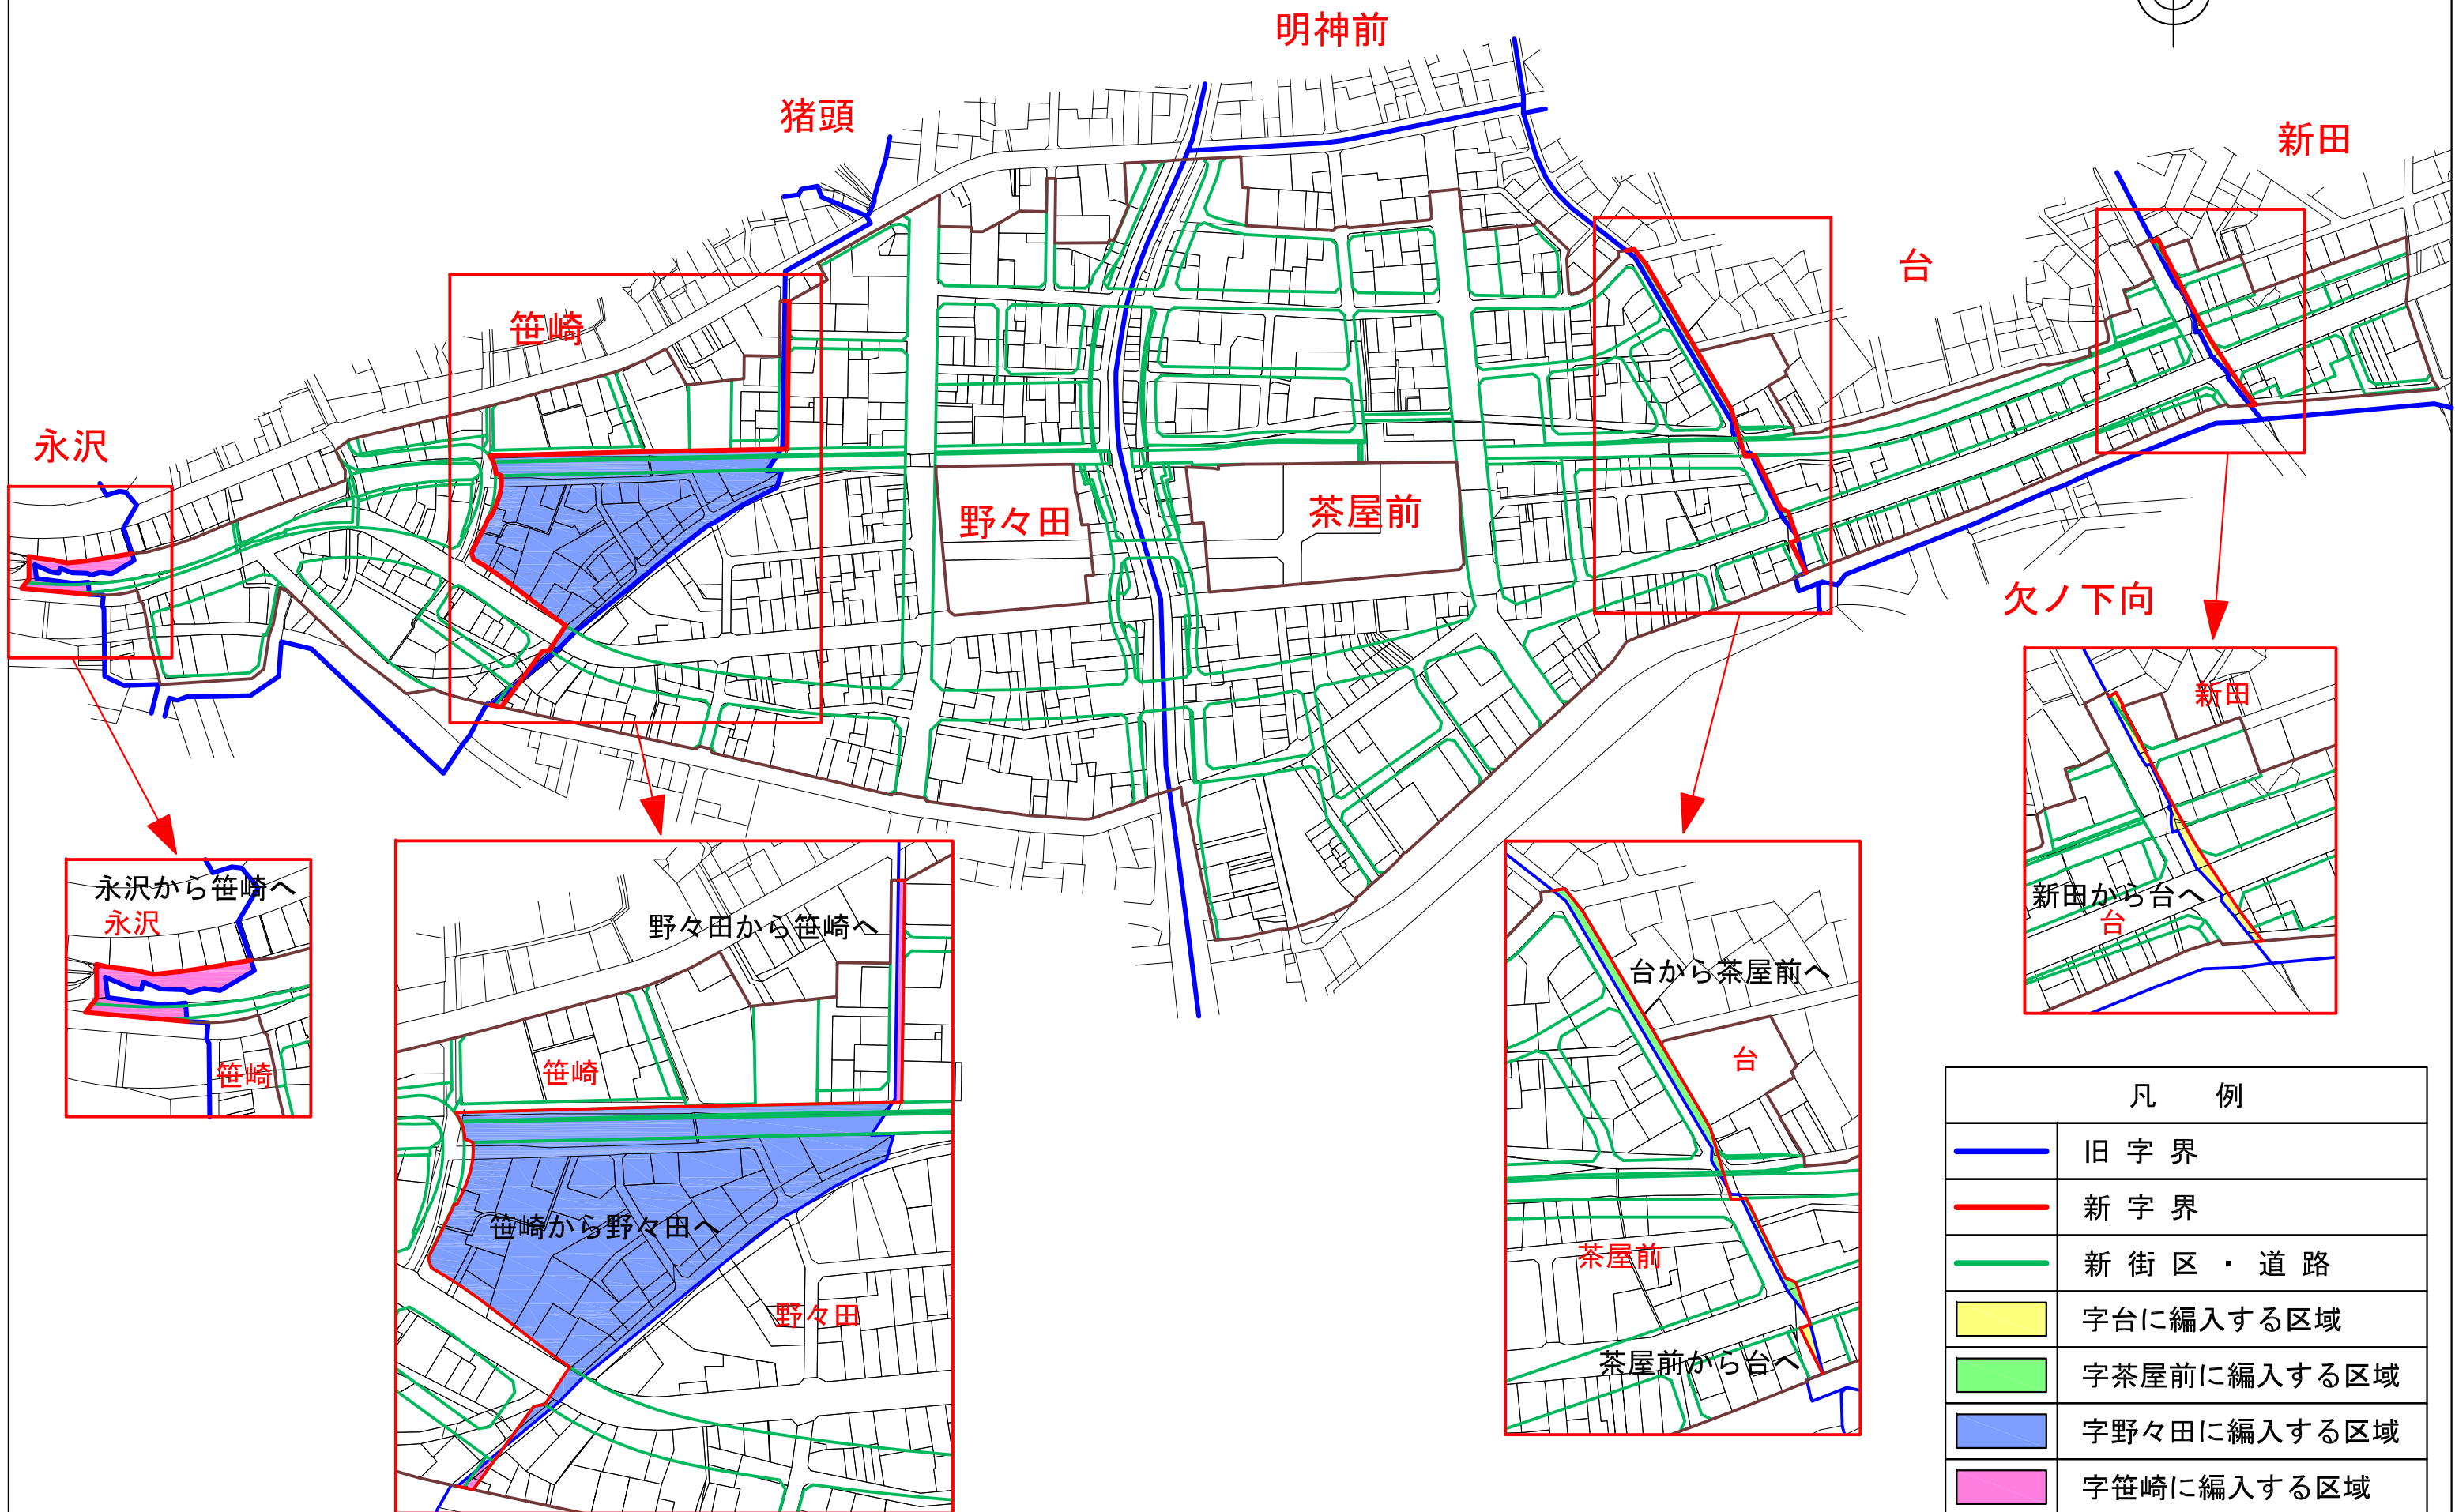 明神前
猪頭
新田
台
笹崎
永沢
野々田
茶屋前
欠ノ下向
新田
新田から台へ
台
永沢から笹崎へ
永沢
笹崎
野々田から笹崎へ
笹崎
笹崎から野々田へ
野々田
台から茶屋前へ
台
茶屋前
茶屋前から台へ
凡 例
旧 字 界
新 字 界
新 街 区 ・ 道 路
字台に編入する区域
字茶屋前に編入する区域
字野々田に編入する区域
字笹崎に編入する区域